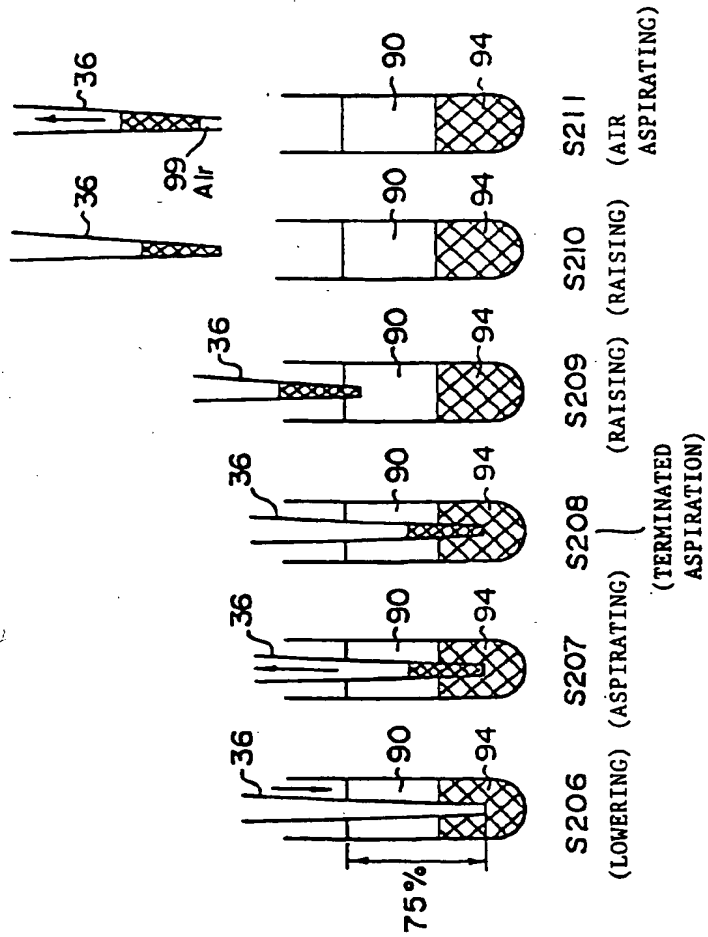 36
36
36
36
36
36
90
90
90
90
90
90
99
Air
94
94
94
94
94
94
75%
S206
S207
S208
S209
S210
S211
(LOWERING)
(ASPIRATING)
(TERMINATED
ASPIRATION)
(RAISING)
(RAISING)
(AIR
ASPIRATING)